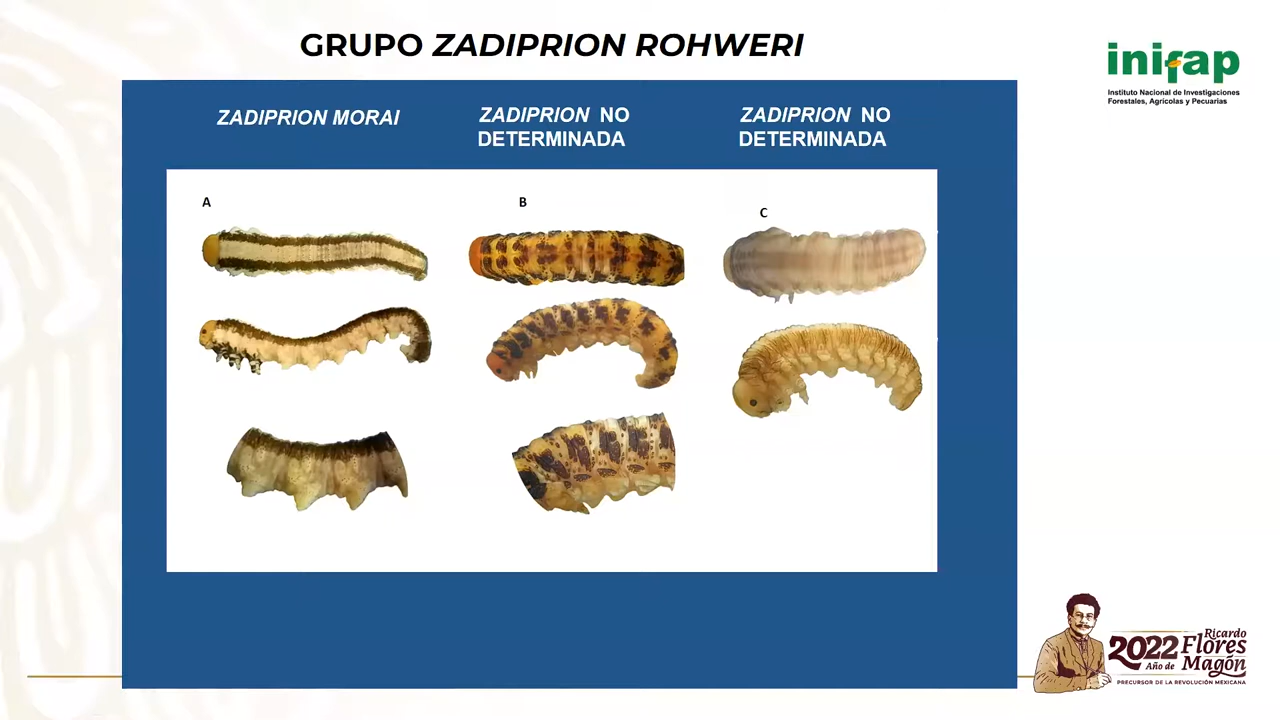 GRUPO ZADIPRION ROHWERI
inifap
Instituto Nacional de Investigaciones
Forestales, Agrícolas y Pecuarias
ZADIPRION MORAI
ZADIPRION NO
DETERMINADA
ZADIPRION NO
DETERMINADA
A
B
C
2022
Año de
Ricardo
Flores
Magón
PRECURSOR DE LA REVOLUCIÓN MEXICANA